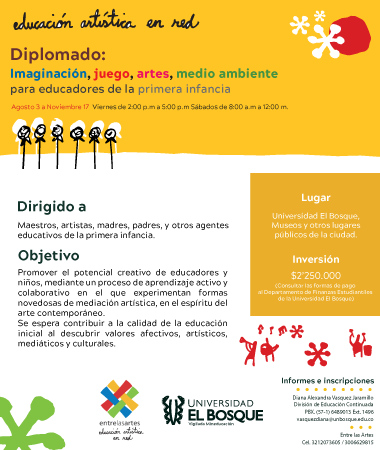 educación artística en red
Diplomado:
Imaginación, juego, artes, medio ambiente
para educadores de la primera infancia
Agosto 3 a Noviembre 17 Viernes de 2:00 p.m a 5:00 p.m Sábados de 8:00 a.m a 12:00 m.
Dirigido a
Maestros, artistas, madres, padres, y otros agentes
educativos de la primera infancia.
Objetivo
Promover el potencial creativo de educadores y
niños, mediante un proceso de aprendizaje activo y
colaborativo en el que experimentan formas
novedosas de mediación artística, en el espíritu del
arte contemporáneo.
Se espera contribuir a la calidad de la educación
inicial al descubrir valores afectivos, artísticos,
mediáticos y culturales.
Lugar
Universidad El Bosque,
Museos y otros lugares
públicos de la ciudad.
Inversión
$2'250.000
(Consultar las formas de pago
al Departamento de Finanzas Estudiantiles
de la Universidad El Bosque)
entrelasartes
educación artística
en red
UNIVERSIDAD
EL BOSQUE
Vigilada Mineducación
Informes e inscripciones
Diana Alexandra Vasquez Jaramillo
División de Educación Continuada
PBX. (57-1) 6489015 Ext. 1496
vasquezdiana@unbosque.edu.co
Entre las Artes
Cel. 3212073605 / 3006629815